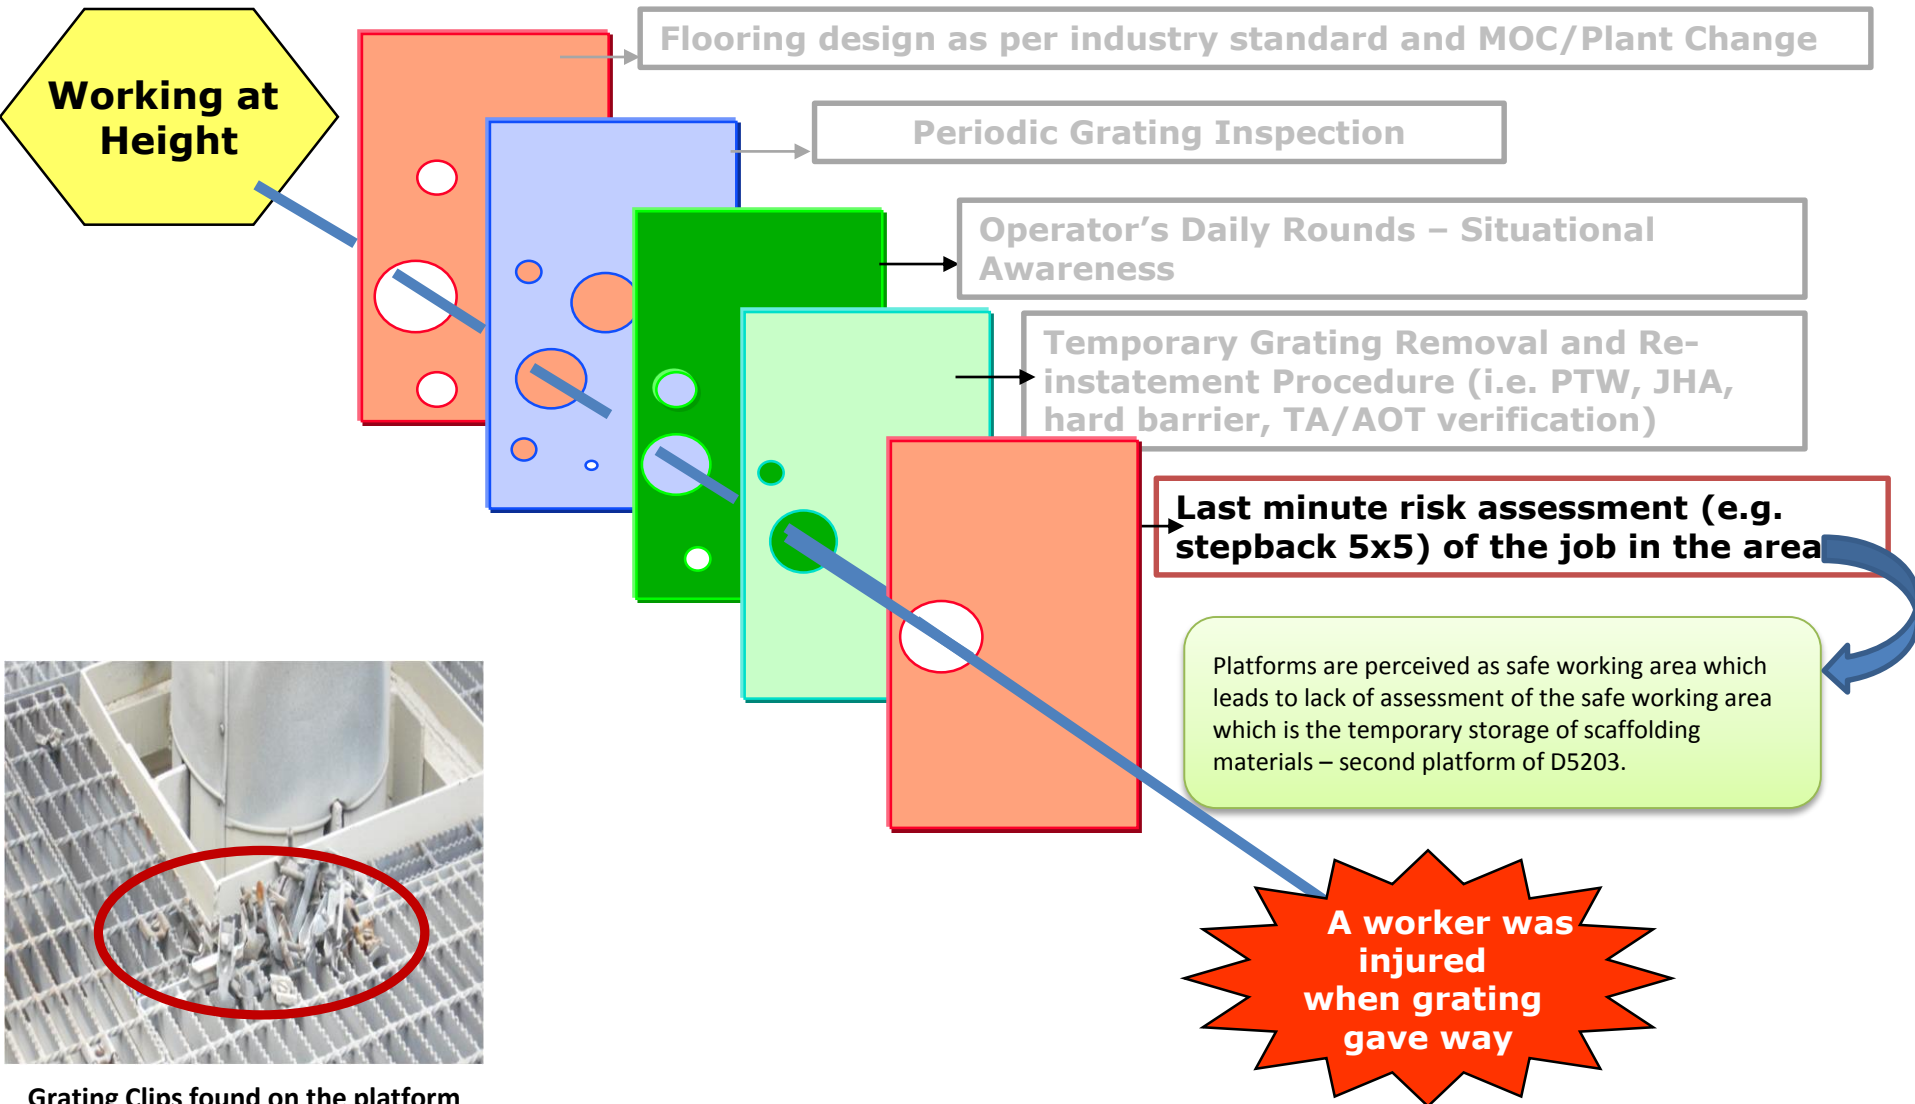 Flooring design as per industry standard and MOC/Plant Change
Working at
Height
Periodic Grating Inspection
Operator’s Daily Rounds – Situational
Awareness
Temporary Grating Removal and Re-
instatement Procedure (i.e. PTW, JHA,
hard barrier, TA/AOT verification)
Last minute risk assessment (e.g.
stepback 5x5) of the job in the area
Platforms are perceived as safe working area which
leads to lack of assessment of the safe working area
which is the temporary storage of scaffolding
materials – second platform of D5203.
A worker was
injured
when grating
gave way
Grating Clips found on the platform